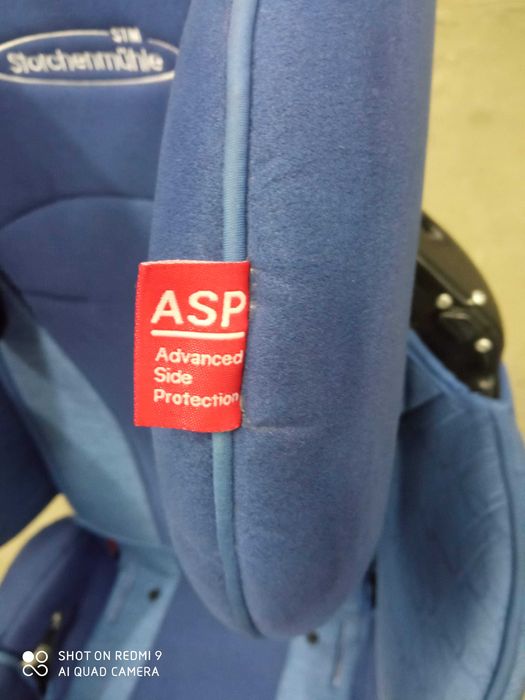 STM
Storchenmühle
ASP
Advanced
Side
Protection
SHOT ON REDMI 9
AI QUAD CAMERA